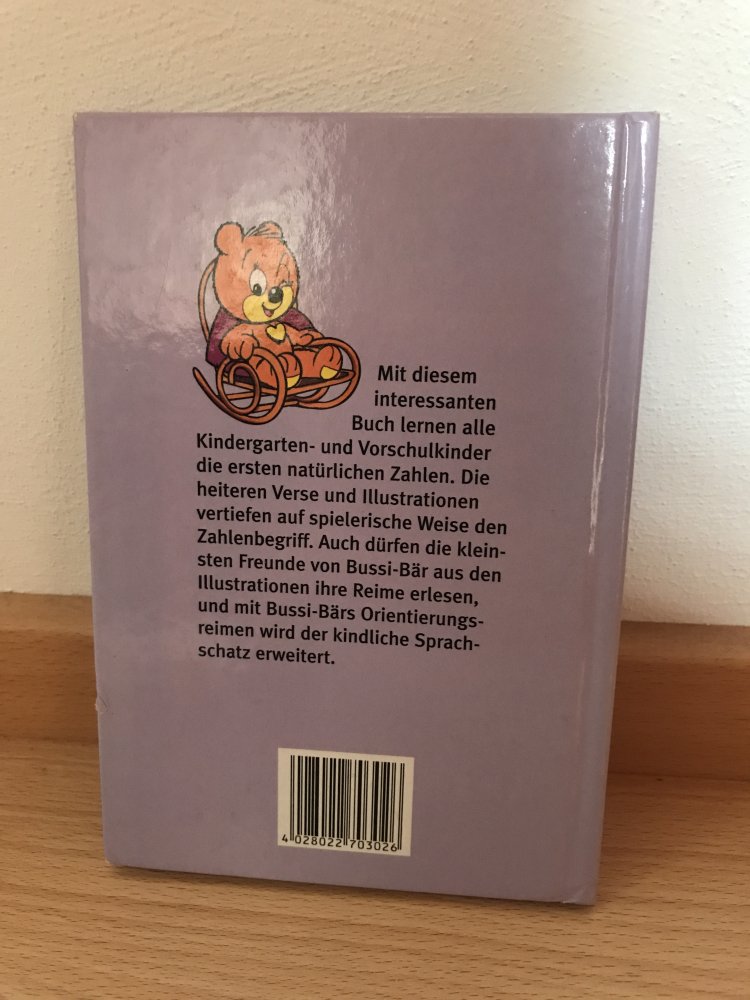 Mit diesem
interessanten
Buch lernen alle
Kindergarten- und Vorschulkinder
die ersten natürlichen Zahlen. Die
heiteren Verse und Illustrationen
vertiefen auf spielerische Weise den
Zahlenbegriff. Auch dürfen die klein-
sten Freunde von Bussi-Bär aus den
Illustrationen ihre Reime erlesen,
und mit Bussi-Bärs Orientierungs-
reimen wird der kindliche Sprach-
schatz erweitert.
4 028022 703026